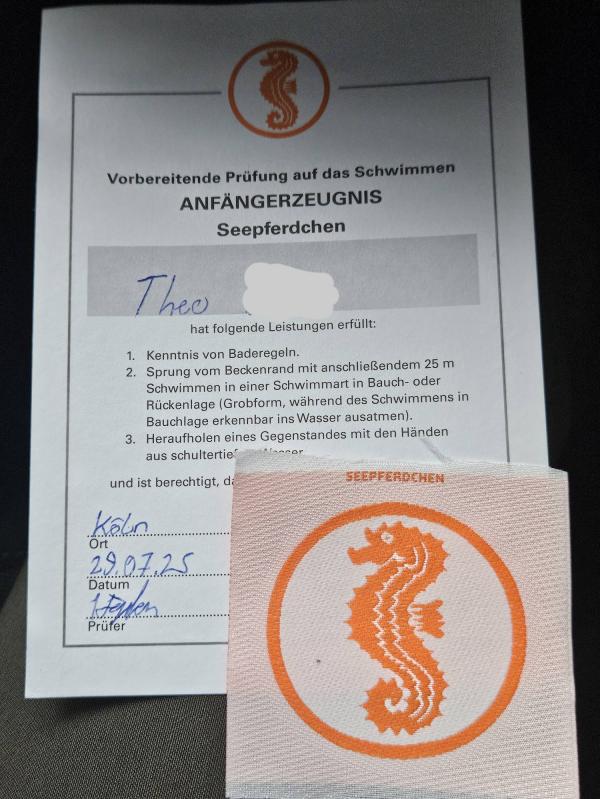 Vorbereitende Prüfung auf das Schwimmen
ANFÄNGERZEUGNIS
Seepferdchen
Theo
hat folgende Leistungen erfüllt:
1. Kenntnis von Baderegeln.
2. Sprung vom Beckenrand mit anschließendem 25 m
Schwimmen in einer Schwimmart in Bauch- oder
Rückenlage (Grobform, während des Schwimmens in
Bauchlage erkennbar ins Wasser ausatmen).
3. Heraufholen eines Gegenstandes mit den Händen
aus schultertie
und ist berechtigt,
SEEPFERDCHEN
Köln
Ort
29.07.25
Datum
Prüfer